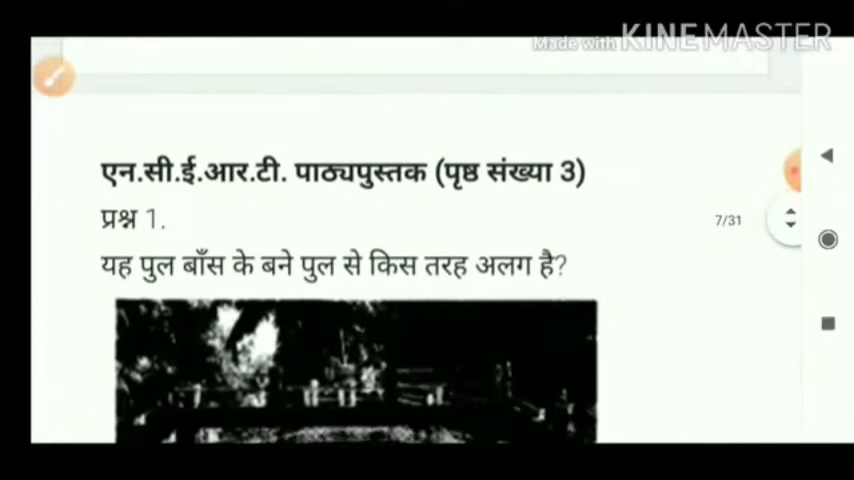 Made with KINEMASTER
एन.सी.ई.आर.टी. पाठ्यपुस्तक (पृष्ठ संख्या 3)
प्रश्न 1.
7/31
यह पुल बाँस के बने पुल से किस तरह अलग है?